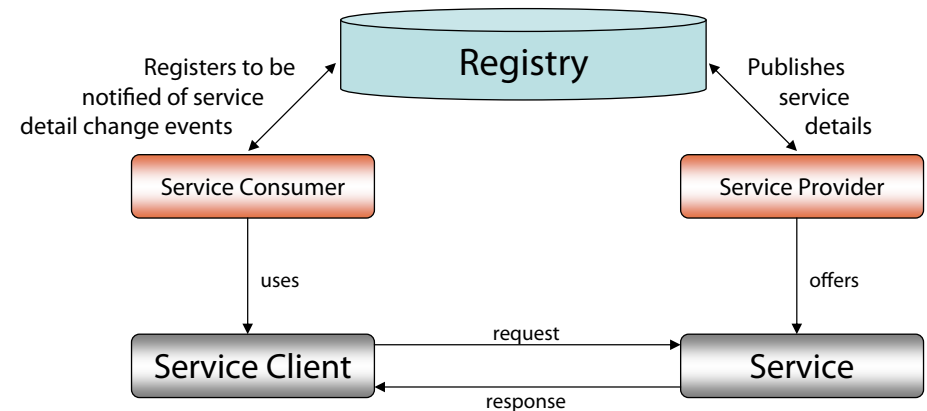 Registry
Registers to be
notified of service
detail change events
Publishes
service
details
Service Consumer
Service Provider
uses
offers
Service Client
request
response
Service